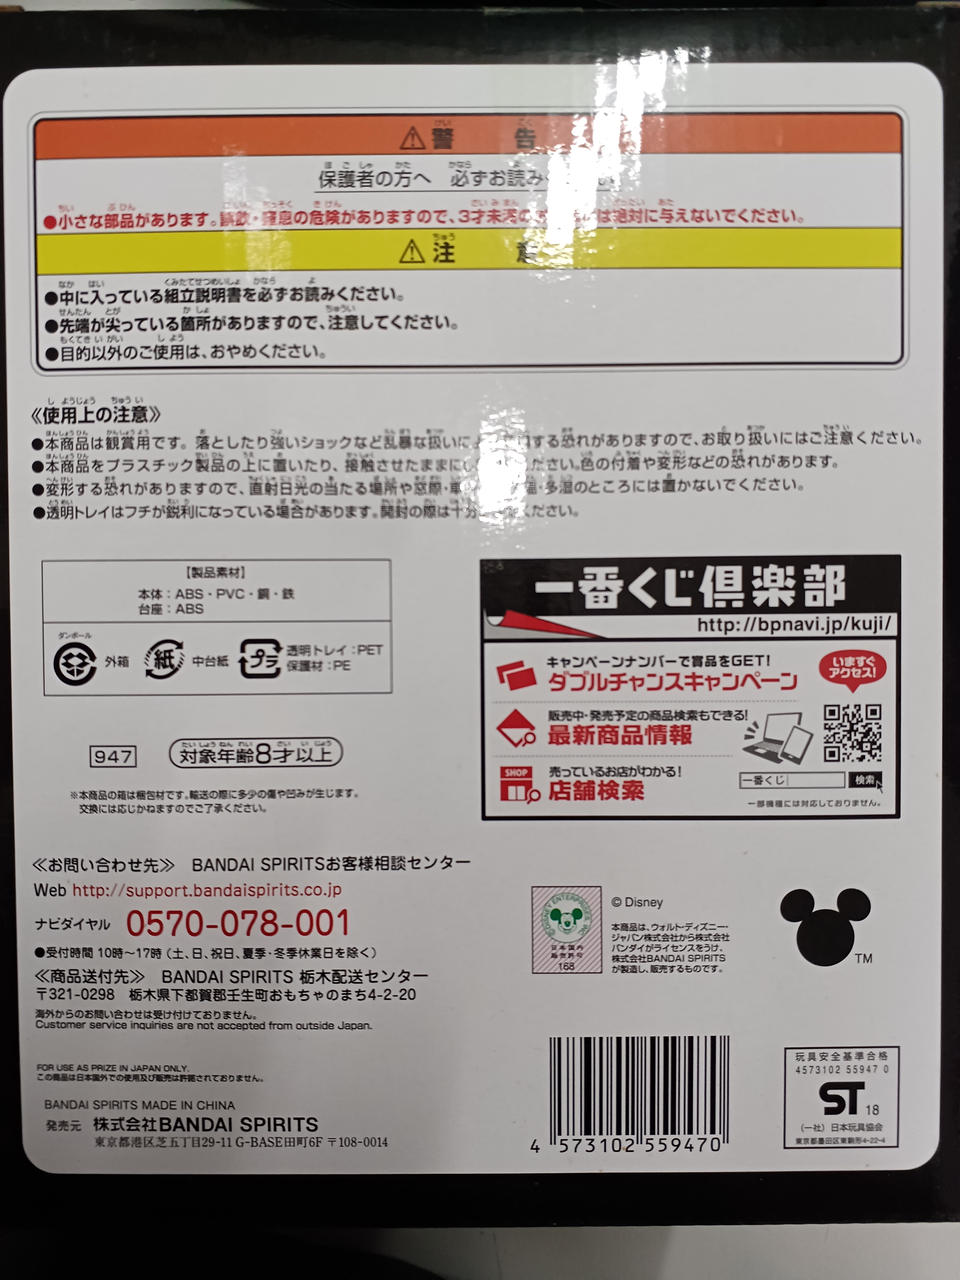 ⚠警告
保護者の方へ 必ずお読み
●小さな部品があります。誤飲・窒息の危険がありますので、3才未満のお には絶対に与えないでください。
⚠注意
●中に入っている組立説明書を必ずお読みください。
●先端が尖っている箇所がありますので、注意してください。
●目的以外のご使用は、おやめください。
《使用上の注意》
●本商品は観賞用です。落としたり強いショックなど乱暴な扱いに する恐れがありますので、お取り扱いにはご注意ください。
●本商品をプラスチック製品の上に置いたり、接触させたままに ださい。色の付着や変形などの恐れがあります。
●変形する恐れがありますので、直射日光の当たる場所や窓際・車 温・多湿のところには置かないでください。
●透明トレイはフチが鋭利になっている場合があります。開封の際は十分 ください。
【製品素材】
本体:ABS・PVC・鋼・鉄
台座:ABS
ダンボール
外箱
紙
中台紙
プラ
透明トレイ:PET
保護材:PE
一番くじ倶楽部
http://bpnavi.jp/kuji/
キャンペーンナンバーで賞品をGET!
ダブルチャンスキャンペーン
いますぐ
アクセス!
販売中・発売予定の商品検索もできる!
最新商品情報
SHOP
売っているお店がわかる!
店舗検索
一番くじ 検索
一部機種には対応しておりません。
947
対象年齢8才以上
※本商品の箱は梱包材です。輸送の際に多少の傷や凹みが生じます。
交換には応じかねますのでご了承ください。
≪お問い合わせ先≫ BANDAI SPIRITSお客様相談センター
Web http://support.bandaispirits.co.jp
ナビダイヤル 0570-078-001
●受付時間 10時〜17時(土、日、祝日、夏季・冬季休業日を除く)
≪商品送付先≫ BANDAI SPIRITS 栃木配送センター
〒321-0298 栃木県下都賀郡壬生町おもちゃのまち4-2-20
海外からのお問い合わせは受け付けておりません。
Customer service inquiries are not accepted from outside Japan.
FOR USE AS PRIZE IN JAPAN ONLY.
この商品は日本国外での使用及び販売は許諾されておりません。
BANDAI SPIRITS MADE IN CHINA
発売元 株式会社BANDAI SPIRITS
東京都港区芝五丁目29-11 G-BASE田町6F 〒108-0014
©DISNEY ENTERPRISES, INC.
日本国内
販売許可
168
© Disney
本商品は、ウォルト・ディズニー・
ジャパン株式会社から株式会社
バンダイがライセンスをうけ、
株式会社BANDAI SPIRITS
が製造し、販売するものです。
TM
4 573102 559470
玩具安全基準合格
4573102 55947 0
ST 18
(一社) 日本玩具協会
東京都墨田区東駒形4-22-4